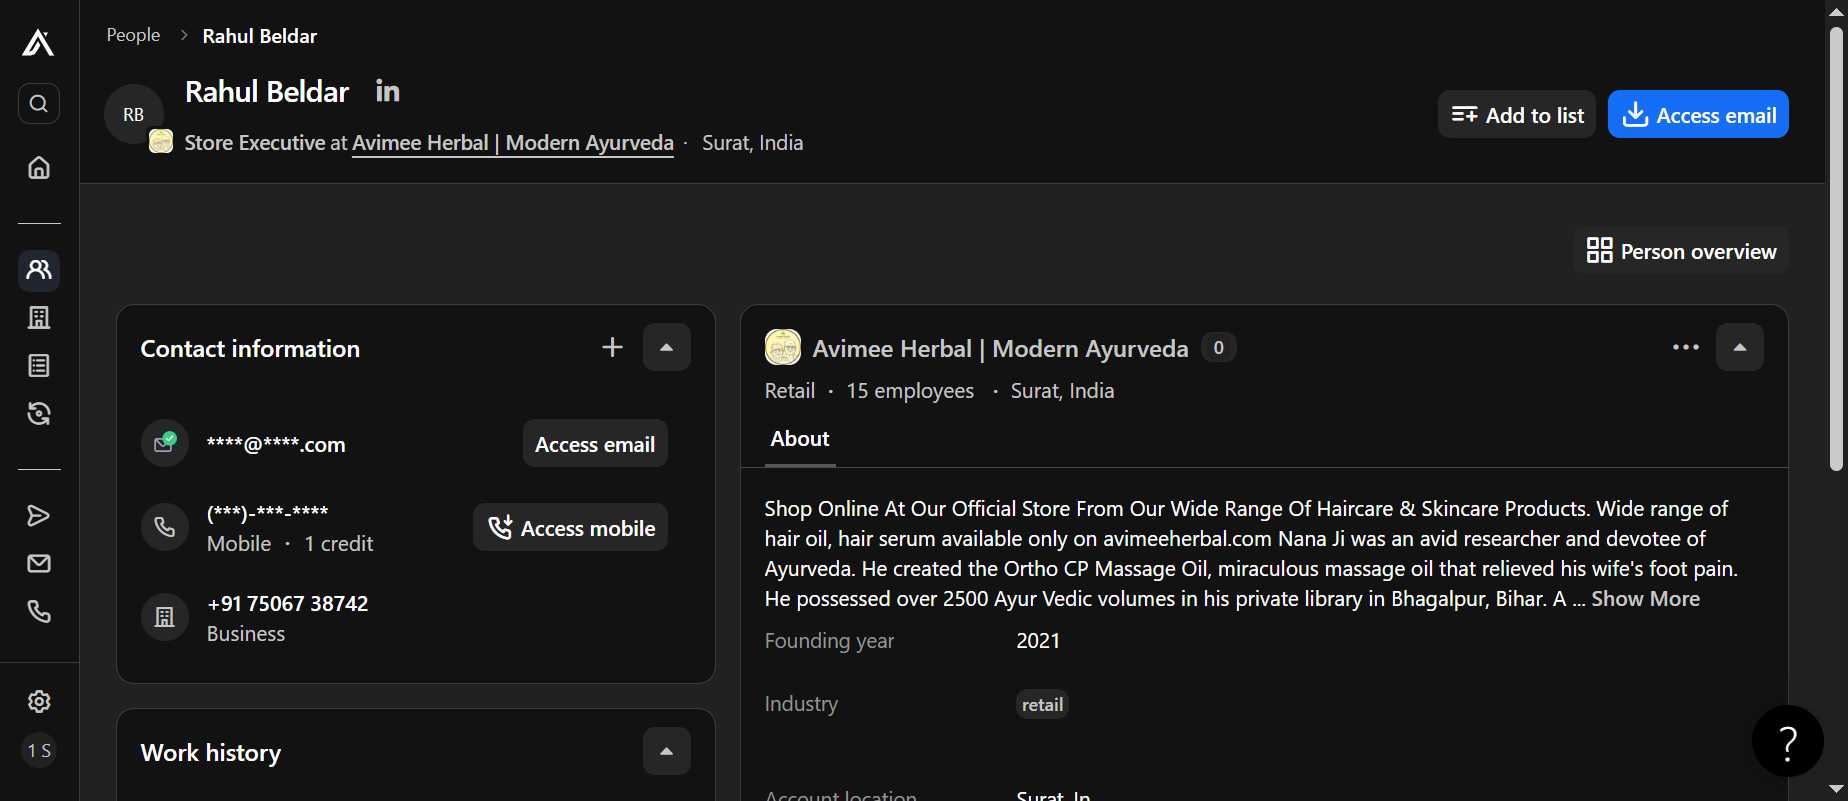 People > Rahul Beldar
RB
Rahul Beldar in
Store Executive at Avimee Herbal | Modern Ayurveda · Surat, India
Add to list
Access email
Person overview
Contact information
****@****.com
Access email
(***)-***-****
Mobile · 1 credit
Access mobile
+91 75067 38742
Business
Work history
Avimee Herbal | Modern Ayurveda 0
Retail · 15 employees · Surat, India
About
Shop Online At Our Official Store From Our Wide Range Of Haircare & Skincare Products. Wide range of
hair oil, hair serum available only on avimeeherbal.com Nana Ji was an avid researcher and devotee of
Ayurveda. He created the Ortho CP Massage Oil, miraculous massage oil that relieved his wife's foot pain.
He possessed over 2500 Ayur Vedic volumes in his private library in Bhagalpur, Bihar. A ... Show More
Founding year 2021
Industry retail
Account location Surat, In
1 S
?